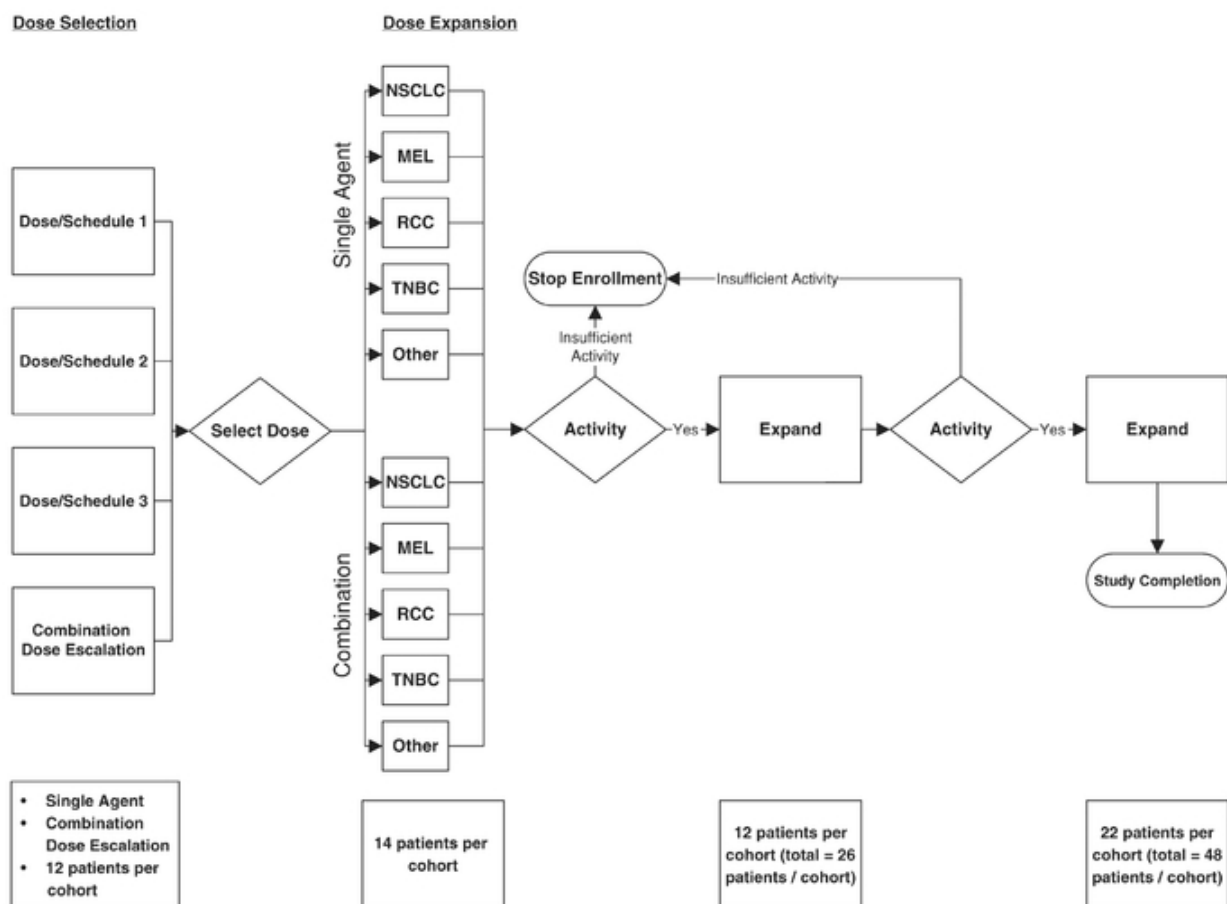 Dose Selection
Dose Expansion
Dose/Schedule 1
Dose/Schedule 2
Dose/Schedule 3
Combination
Dose Escalation
Select Dose
Single Agent
NSCLC
MEL
RCC
TNBC
Other
Combination
NSCLC
MEL
RCC
TNBC
Other
Stop Enrollment
Insufficient Activity
Insufficient
Activity
Activity
Yes
Expand
Activity
Yes
Expand
Study Completion
• Single Agent
• Combination
Dose Escalation
• 12 patients per
cohort
14 patients per
cohort
12 patients per
cohort (total = 26
patients / cohort)
22 patients per
cohort (total = 48
patients / cohort)